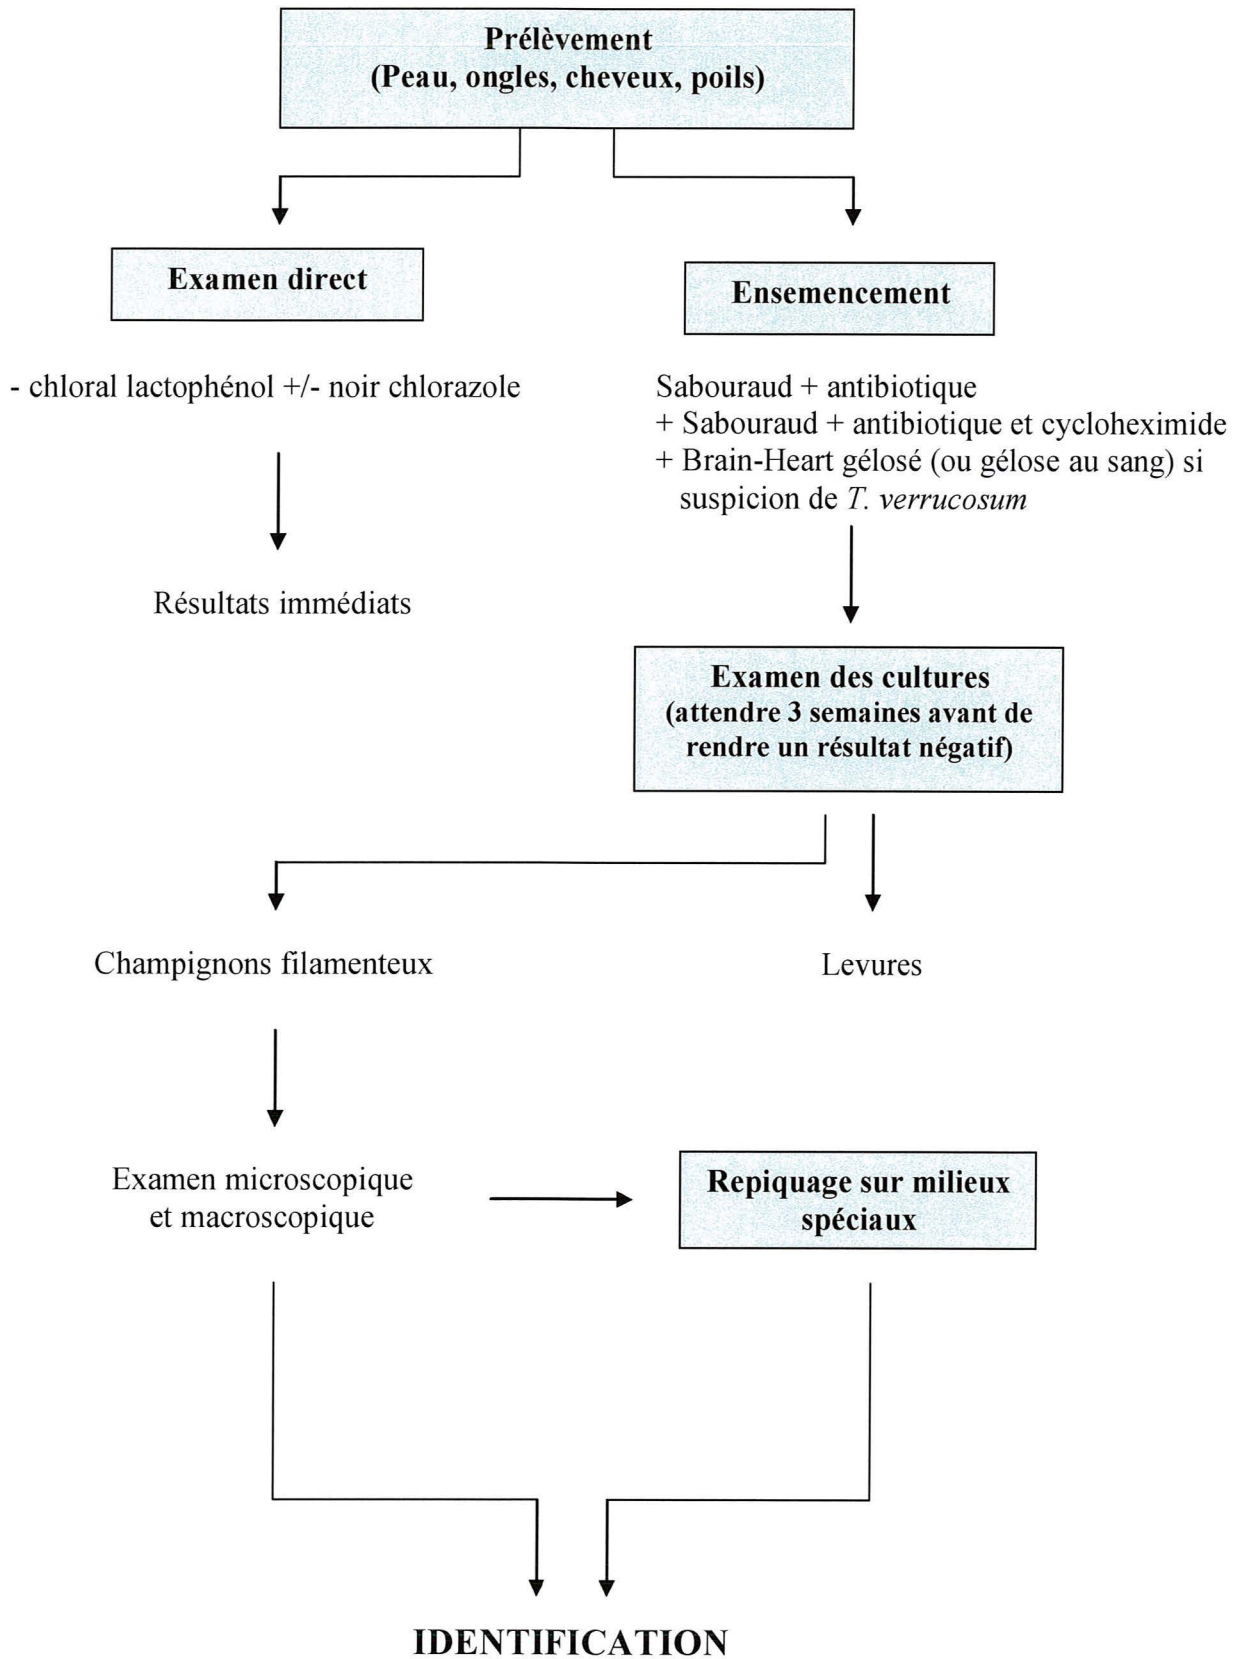 Prélèvement
(Peau, ongles, cheveux, poils)
Examen direct
- chloral lactophénol +/- noir chlorazole
Résultats immédiats
Ensemencement
Sabouraud + antibiotique
+ Sabouraud + antibiotique et cycloheximide
+ Brain-Heart gélosé (ou gélose au sang) si
suspicion de T. verrucosum
Examen des cultures
(attendre 3 semaines avant de
rendre un résultat négatif)
Champignons filamenteux
Levures
Examen microscopique
et macroscopique
Repiquage sur milieux
spéciaux
IDENTIFICATION